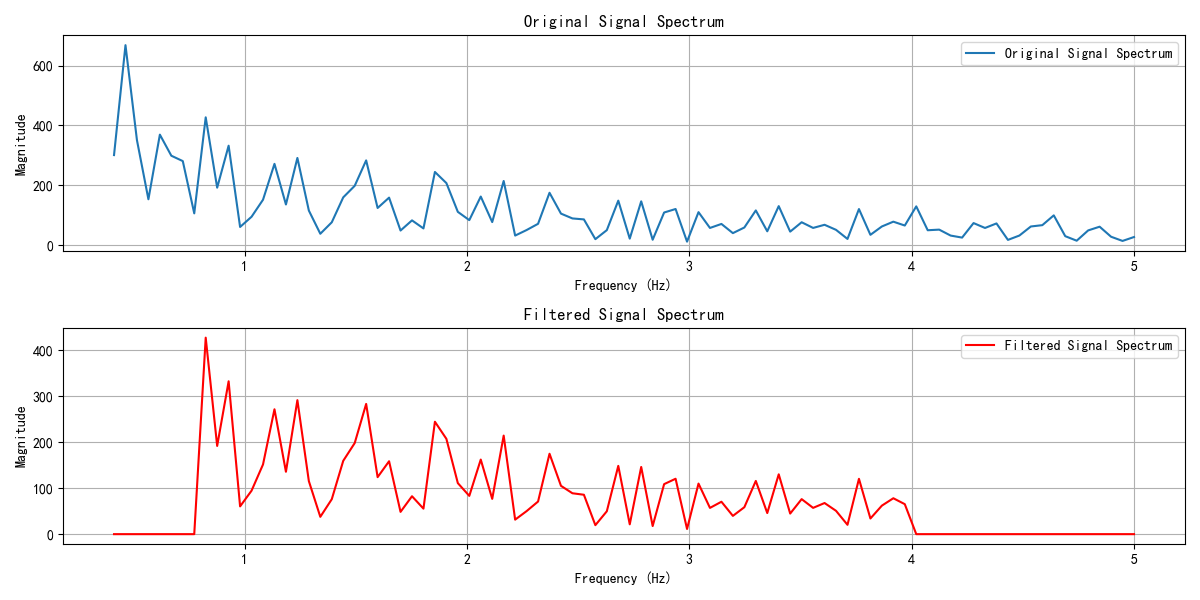 Original Signal Spectrum
Original Signal Spectrum
600
400
200
0
Magnitude
1 2 3 4 5
Frequency (Hz)
Filtered Signal Spectrum
Filtered Signal Spectrum
400
300
200
100
0
Magnitude
1 2 3 4 5
Frequency (Hz)